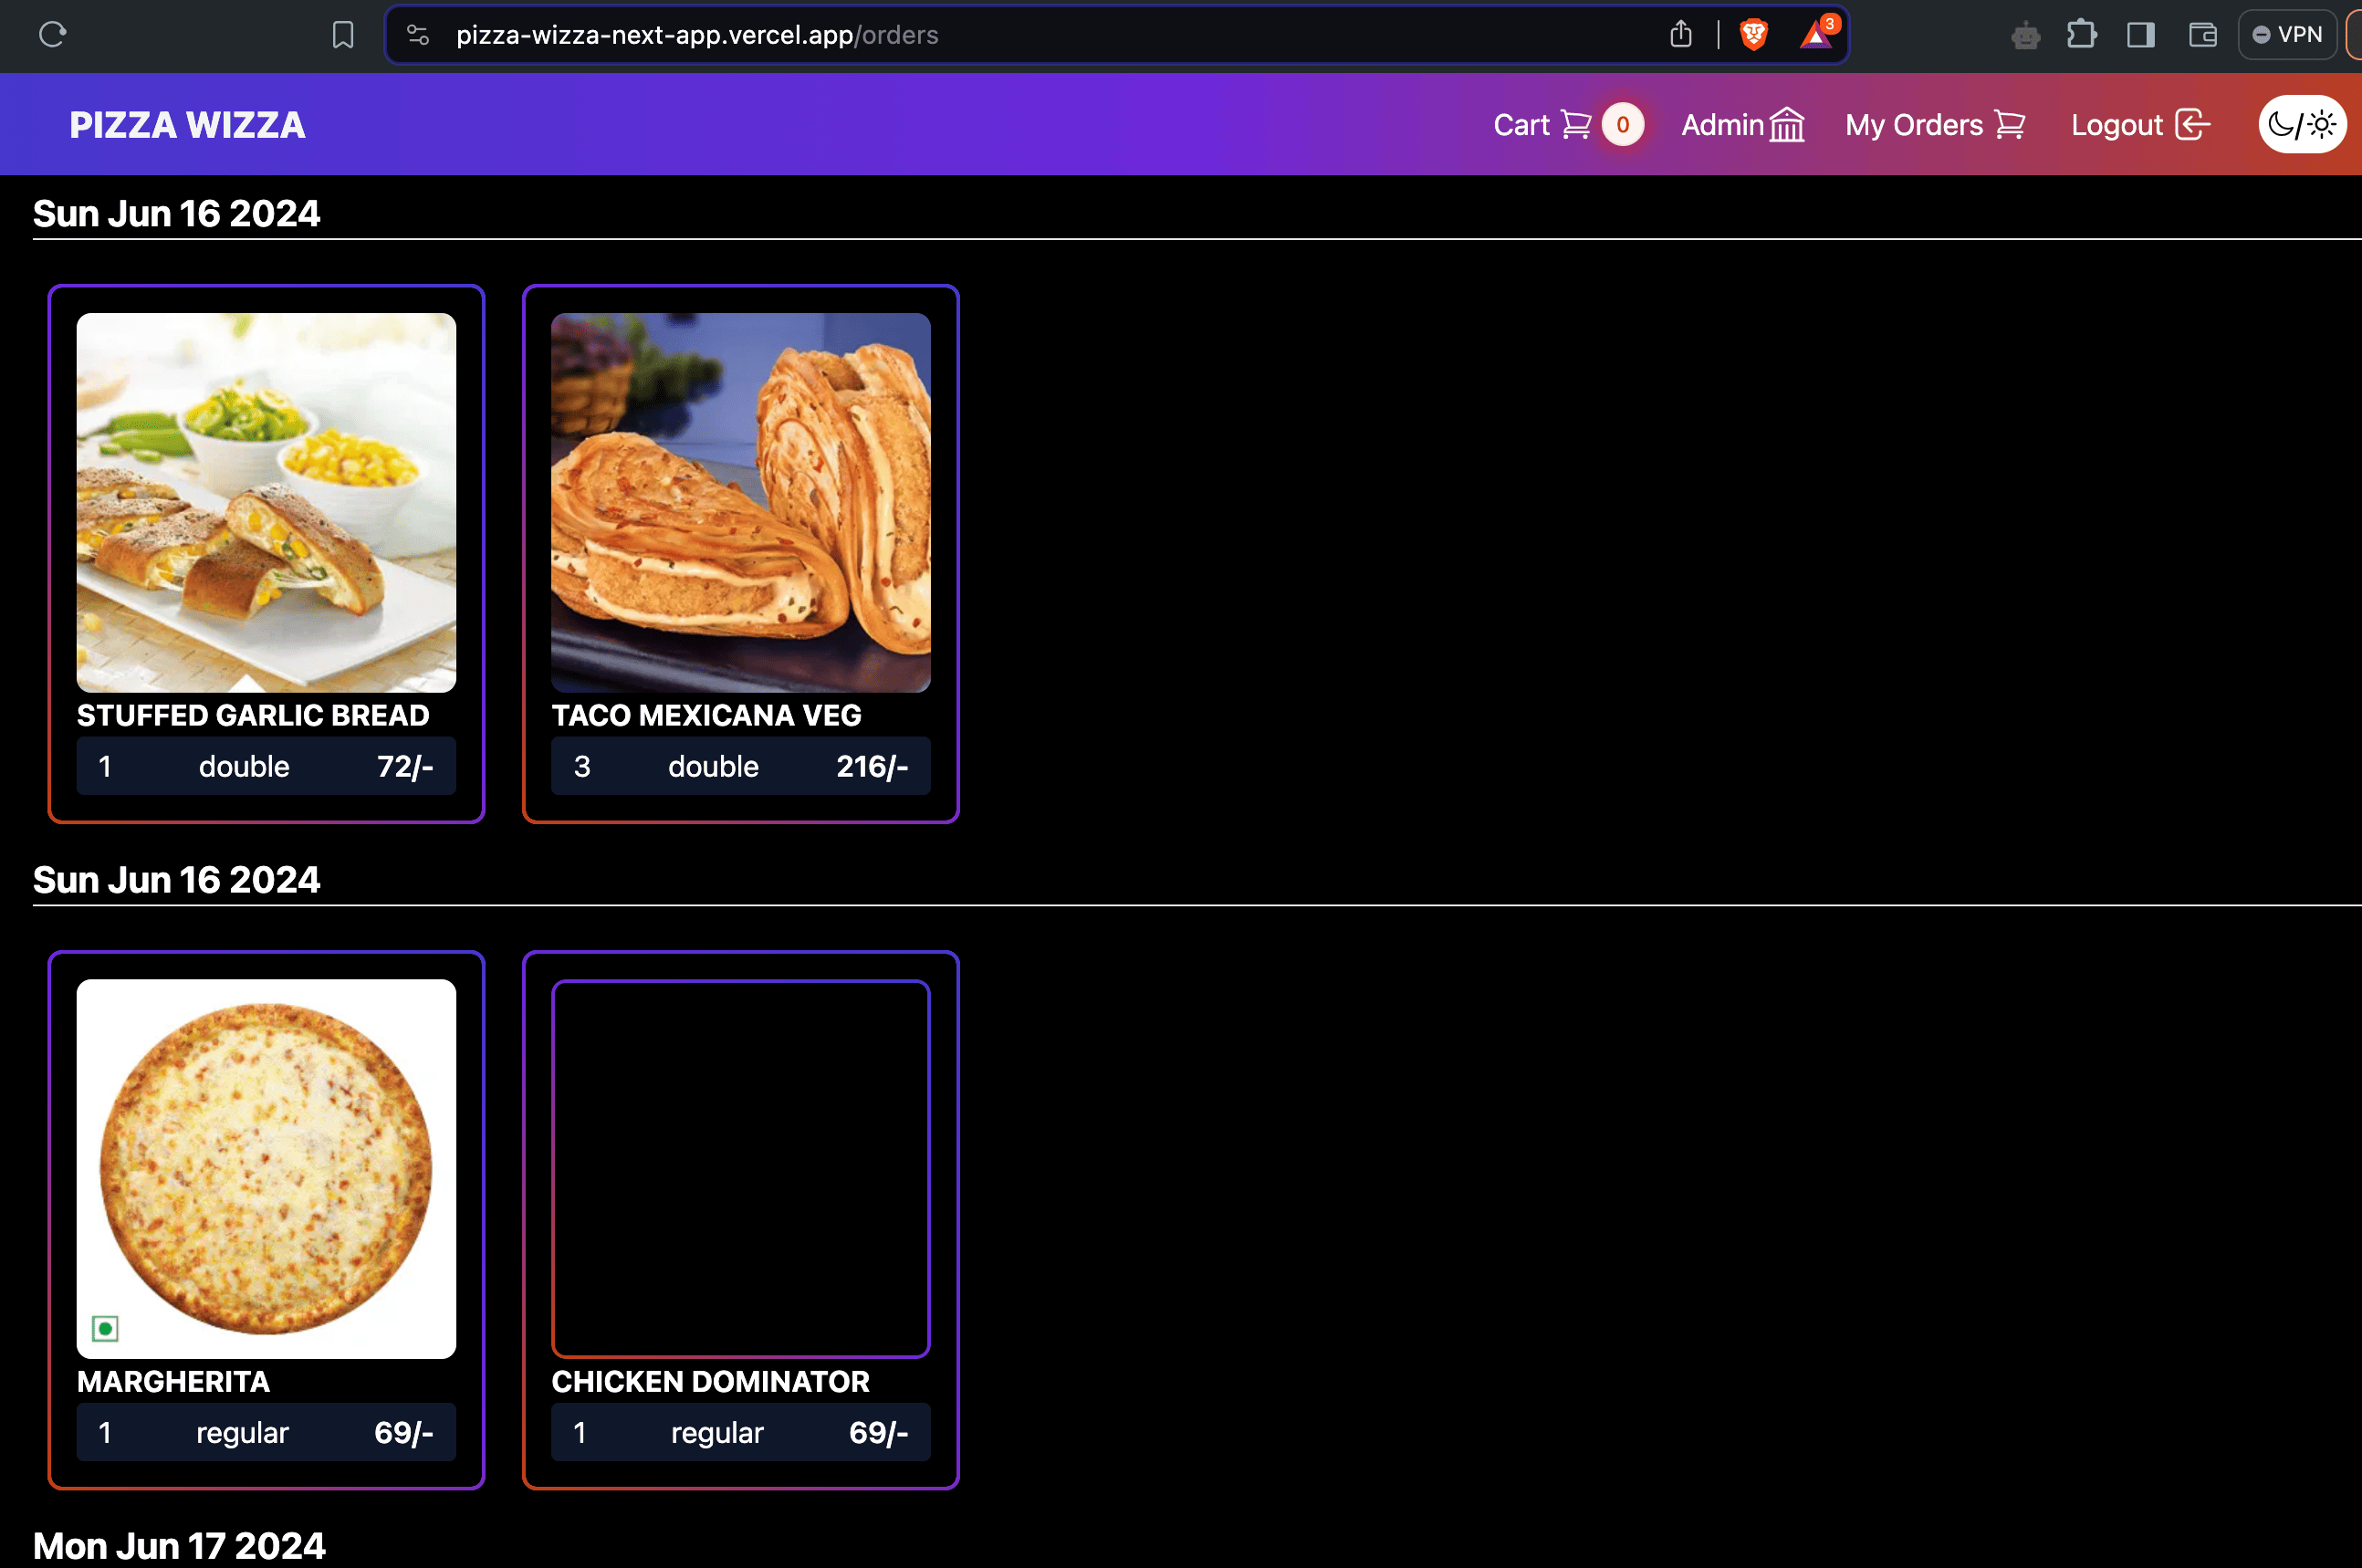 pizza-wizza-next-app.vercel.app/orders
3
VPN
PIZZA WIZZA
Cart 0 Admin My Orders Logout /
Sun Jun 16 2024
STUFFED GARLIC BREAD
1 double 72/-
TACO MEXICANA VEG
3 double 216/-
Sun Jun 16 2024
MARGHERITA
1 regular 69/-
CHICKEN DOMINATOR
1 regular 69/-
Mon Jun 17 2024